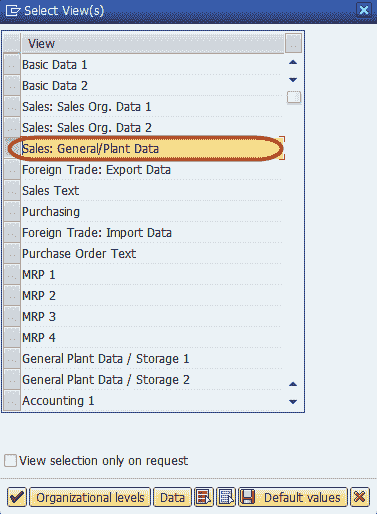 Select View(s)
View
Basic Data 1
Basic Data 2
Sales: Sales Org. Data 1
Sales: Sales Org. Data 2
Sales: General/Plant Data
Foreign Trade: Export Data
Sales Text
Purchasing
Foreign Trade: Import Data
Purchase Order Text
MRP 1
MRP 2
MRP 3
MRP 4
General Plant Data / Storage 1
General Plant Data / Storage 2
Accounting 1
View selection only on request
Organizational levels Data Default values